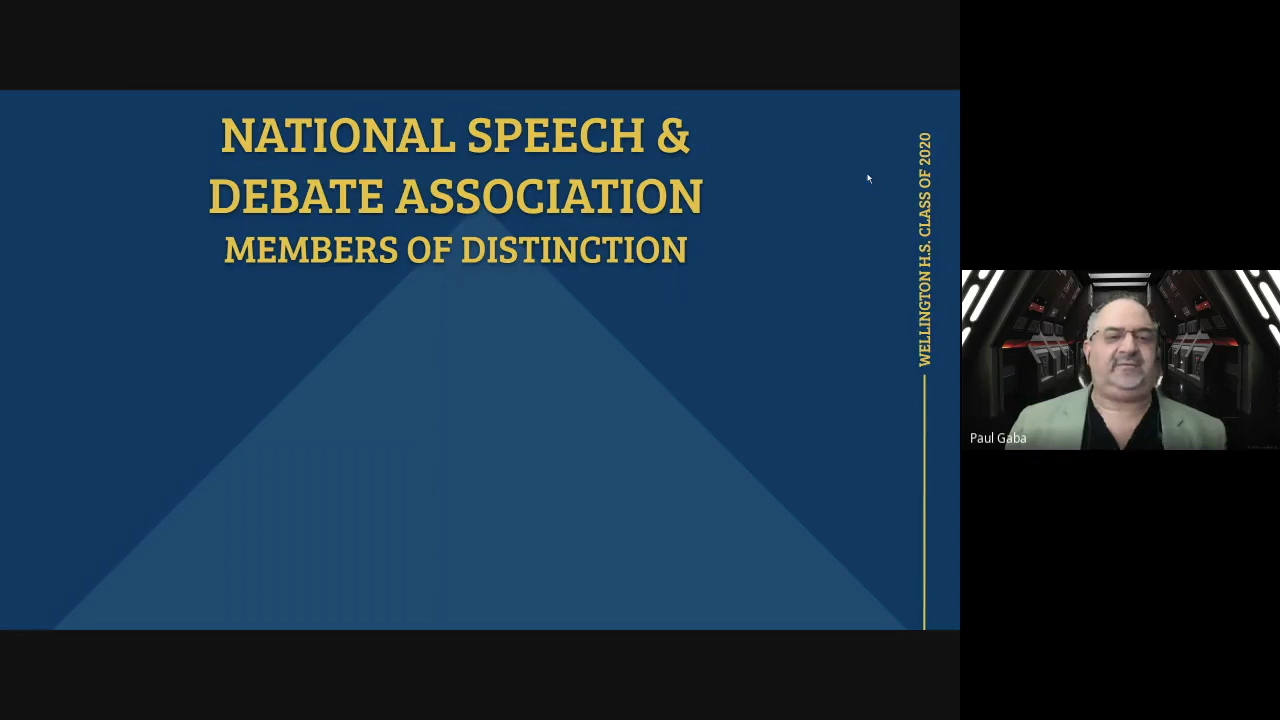 NATIONAL SPEECH &
DEBATE ASSOCIATION
MEMBERS OF DISTINCTION
WELLINGTON H.S. CLASS OF 2020
Paul Gaba